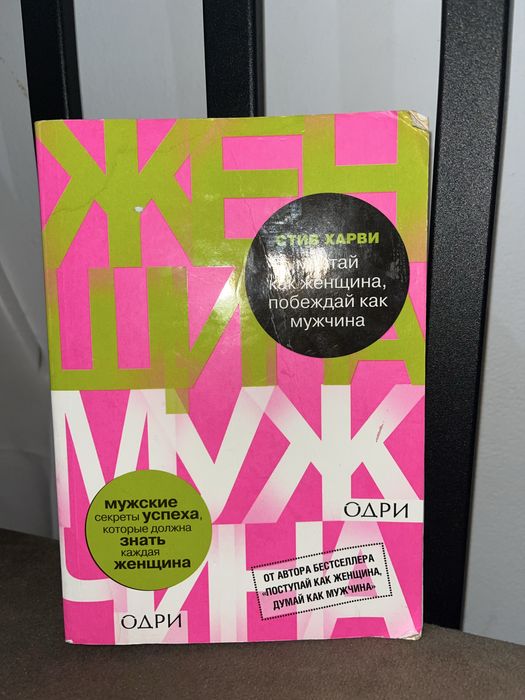 ЖЕН
ЩИНА
СТИВ ХАРВИ
Мечтай
как женщина,
побеждай как
мужчина
МУЖ
ОДРИ
мужские
секреты успеха,
которые должна
знать
каждая
женщина
ЧИНА
ОТ АВТОРА БЕСТСЕЛЛЕРА
«ПОСТУПАЙ КАК ЖЕНЩИНА,
ДУМАЙ КАК МУЖЧИНА»
ОДРИ